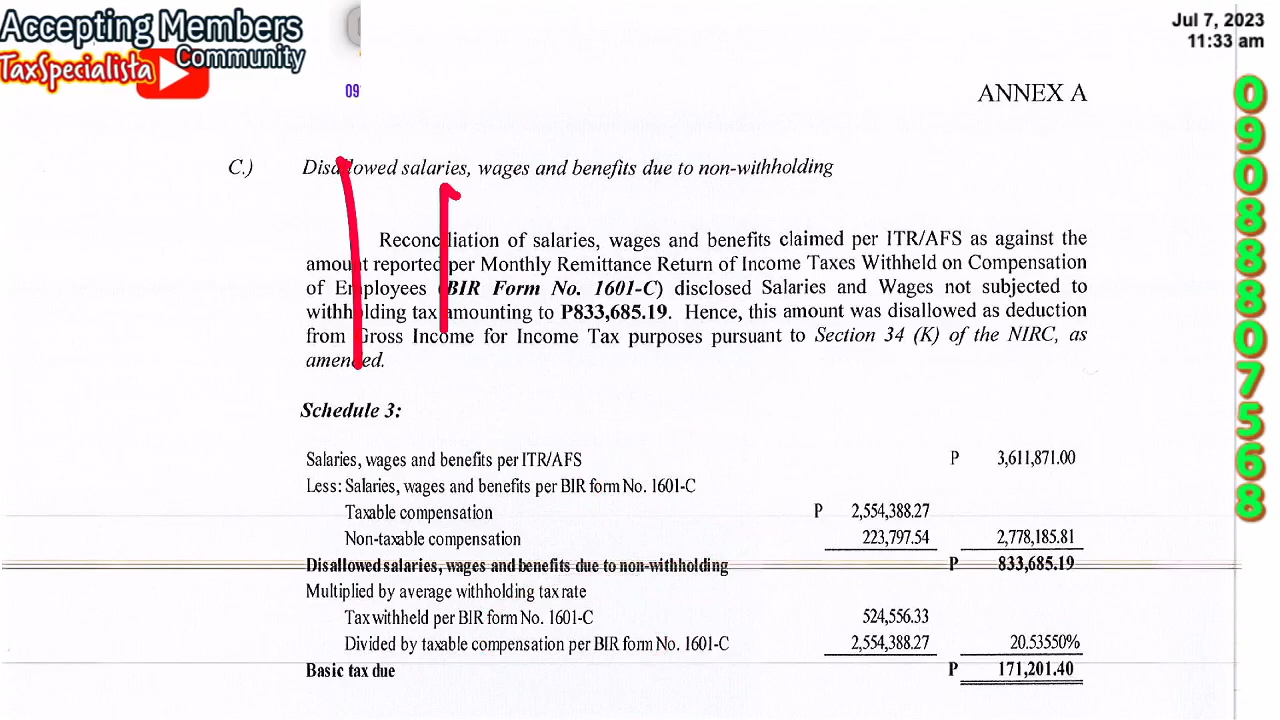 Accepting Members
Community
TaxSpecialista
Jul 7, 2023
11:33 am
09
ANNEX A
09088807568
C.) Disallowed salaries, wages and benefits due to non-withholding
Reconciliation of salaries, wages and benefits claimed per ITR/AFS as against the
amount reported per Monthly Remittance Return of Income Taxes Withheld on Compensation
of Employees (BIR Form No. 1601-C) disclosed Salaries and Wages not subjected to
withholding tax amounting to P833,685.19. Hence, this amount was disallowed as deduction
from Gross Income for Income Tax purposes pursuant to Section 34 (K) of the NIRC, as
amended.
Schedule 3:
Salaries, wages and benefits per ITR/AFS P 3,611,871.00
Less: Salaries, wages and benefits per BIR form No. 1601-C
Taxable compensation P 2,554,388.27
Non-taxable compensation 223,797.54 2,778,185.81
Disallowed salaries, wages and benefits due to non-withholding P 833,685.19
Multiplied by average withholding tax rate
Tax withheld per BIR form No. 1601-C 524,556.33
Divided by taxable compensation per BIR form No. 1601-C 2,554,388.27 20.53550%
Basic tax due P 171,201.40